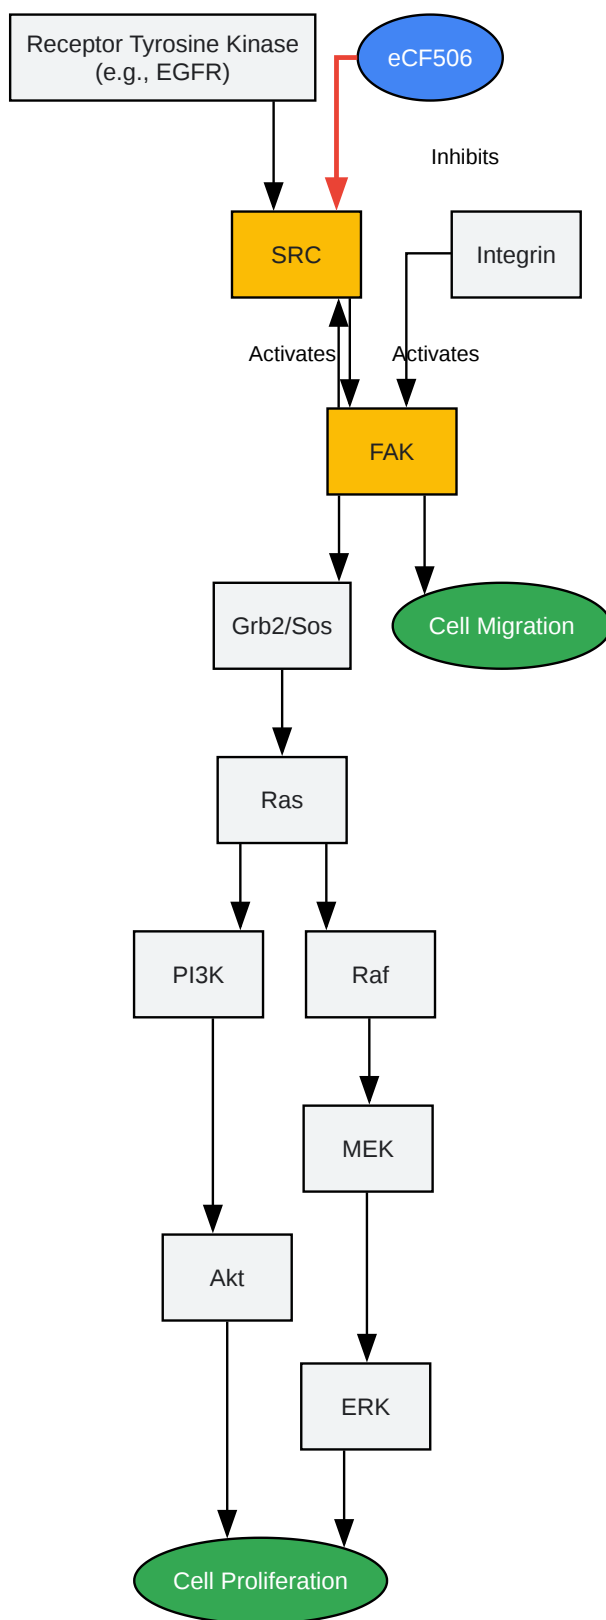 Receptor Tyrosine Kinase
(e.g., EGFR)
eCF506
Inhibits
SRC
Integrin
Activates
Activates
FAK
Grb2/Sos
Cell Migration
Ras
PI3K
Raf
MEK
Akt
ERK
Cell Proliferation